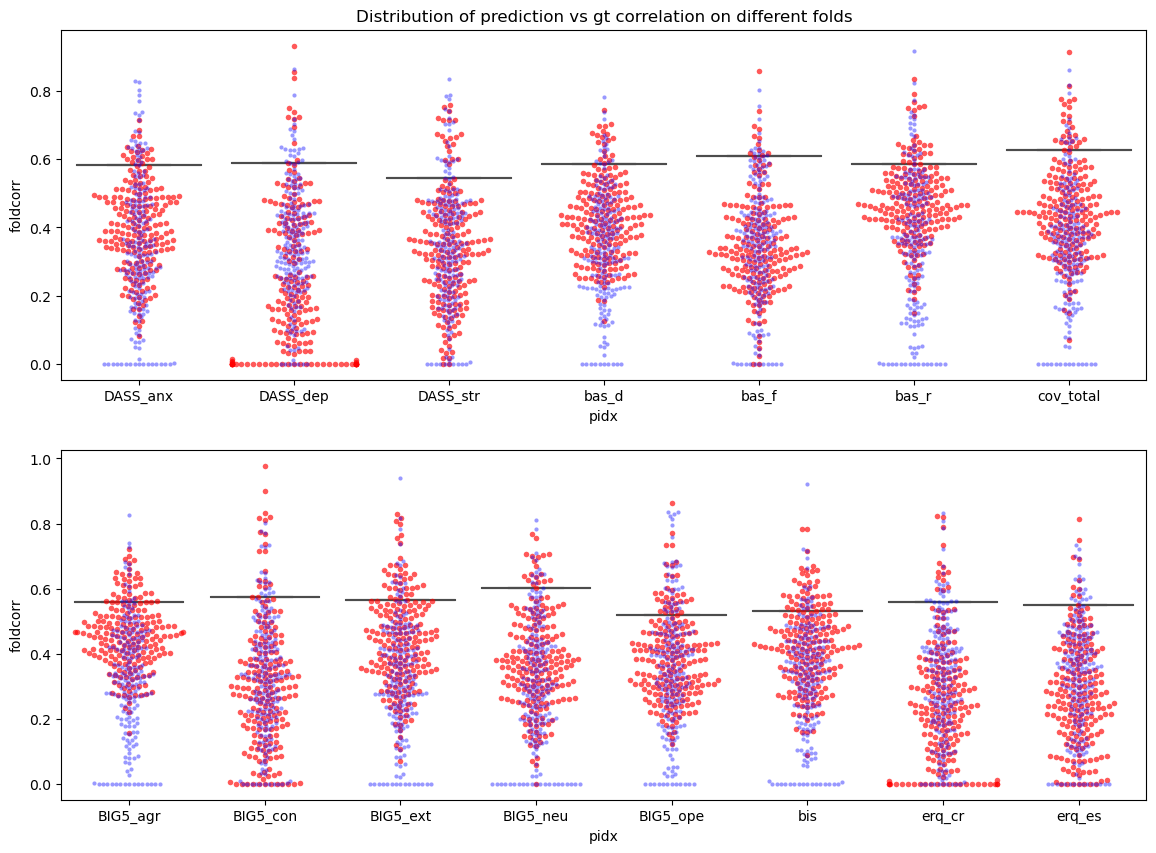 Distribution of prediction vs gt correlation on different folds
0.8
0.6
0.4
0.2
0.0
foldcorr
DASS_anx DASS_dep DASS_str bas_d bas_f bas_r cov_total
pidx
1.0
0.8
0.6
0.4
0.2
0.0
foldcorr
BIG5_agr BIG5_con BIG5_ext BIG5_neu BIG5_ope bis erq_cr erq_es
pidx